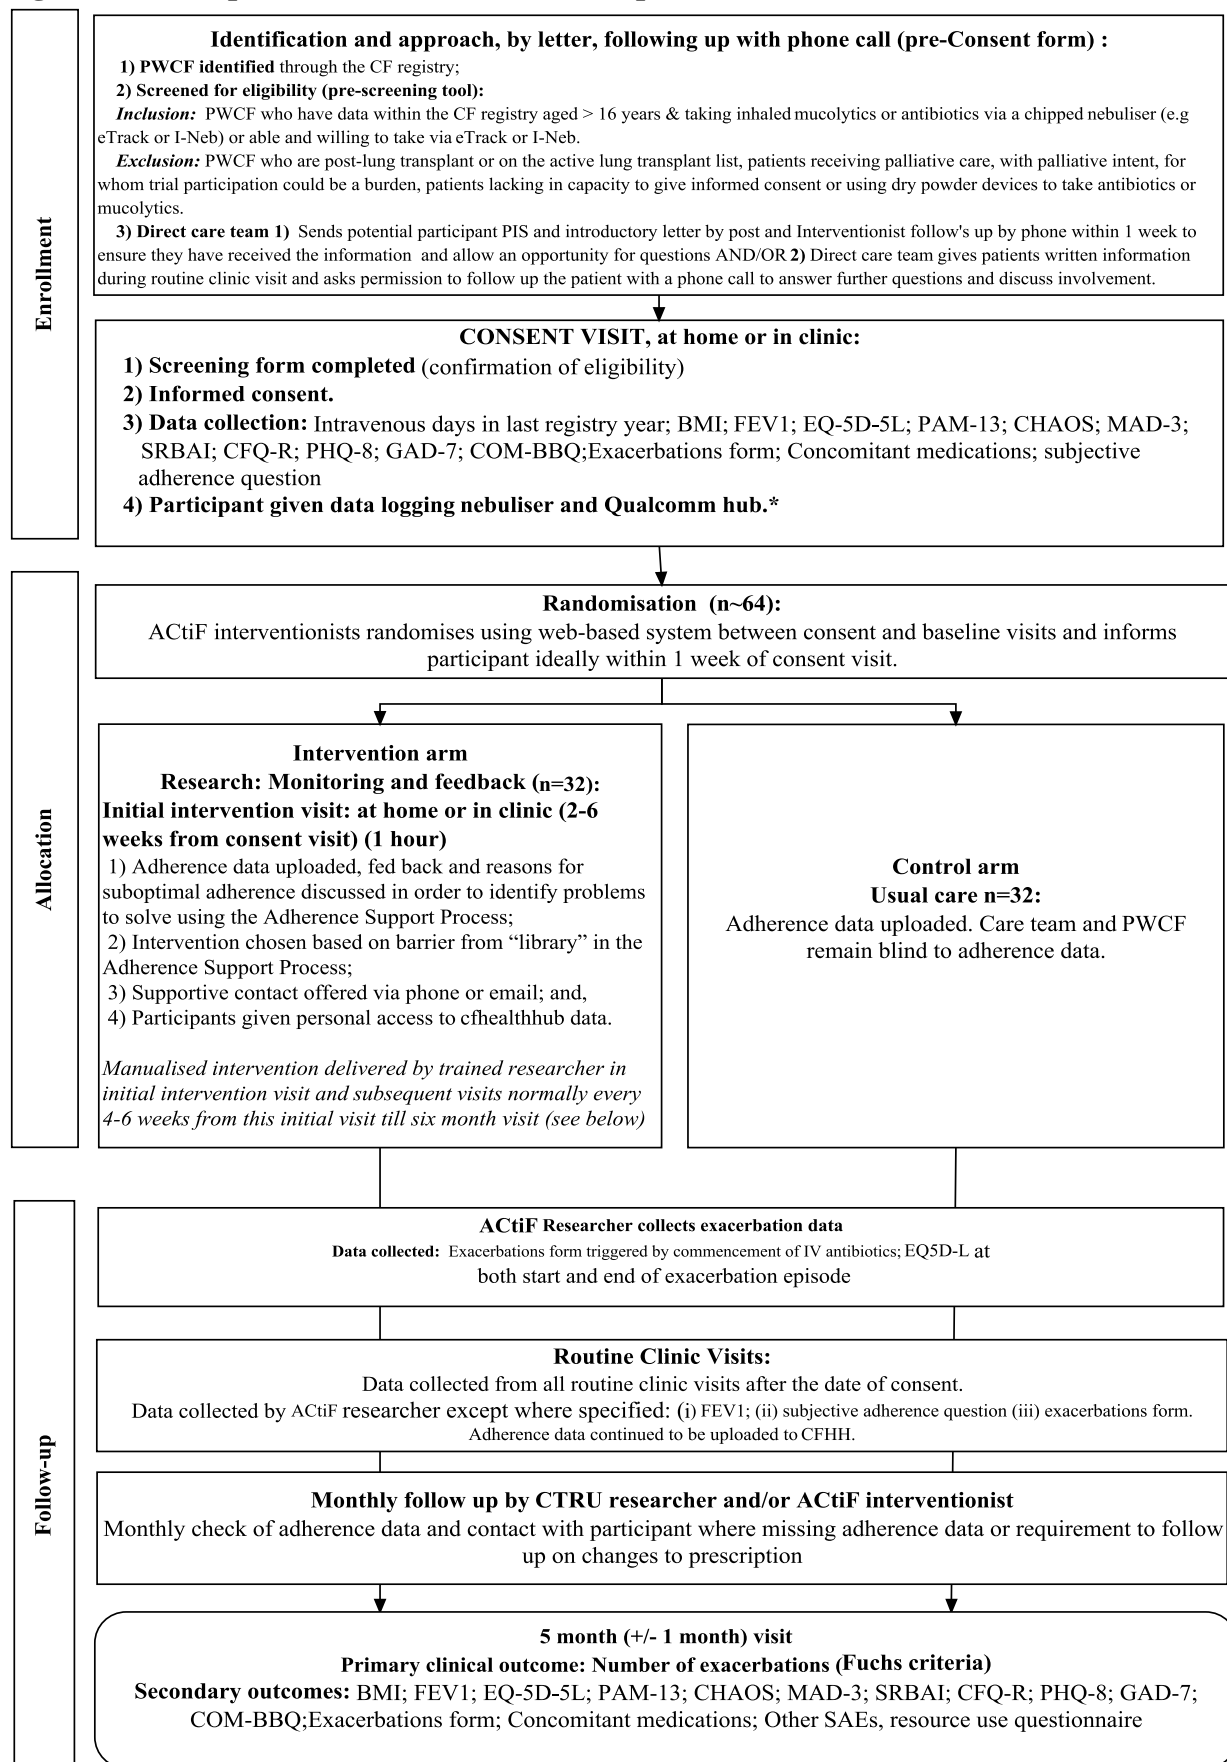 Enrollment
Identification and approach, by letter, following up with phone call (pre-Consent form) :
1) PWCF identified through the CF registry;
2) Screened for eligibility (pre-screening tool):
Inclusion: PWCF who have data within the CF registry aged > 16 years & taking inhaled mucolytics or antibiotics via a chipped nebuliser (e.g
eTrack or I-Neb) or able and willing to take via eTrack or I-Neb.
Exclusion: PWCF who are post-lung transplant or on the active lung transplant list, patients receiving palliative care, with palliative intent, for
whom trial participation could be a burden, patients lacking in capacity to give informed consent or using dry powder devices to take antibiotics or
mucolytics.
3) Direct care team 1) Sends potential participant PIS and introductory letter by post and Interventionist follow's up by phone within 1 week to
ensure they have received the information and allow an opportunity for questions AND/OR 2) Direct care team gives patients written information
during routine clinic visit and asks permission to follow up the patient with a phone call to answer further questions and discuss involvement.
CONSENT VISIT, at home or in clinic:
1) Screening form completed (confirmation of eligibility)
2) Informed consent.
3) Data collection: Intravenous days in last registry year; BMI; FEV1; EQ-5D-5L; PAM-13; CHAOS; MAD-3;
SRBAI; CFQ-R; PHQ-8; GAD-7; COM-BBQ;Exacerbations form; Concomitant medications; subjective
adherence question
4) Participant given data logging nebuliser and Qualcomm hub.*
Allocation
Randomisation (n~64):
ACtiF interventionists randomises using web-based system between consent and baseline visits and informs
participant ideally within 1 week of consent visit.
Intervention arm
Research: Monitoring and feedback (n=32):
Initial intervention visit: at home or in clinic (2-6
weeks from consent visit) (1 hour)
1) Adherence data uploaded, fed back and reasons for
suboptimal adherence discussed in order to identify problems
to solve using the Adherence Support Process;
2) Intervention chosen based on barrier from “library” in the
Adherence Support Process;
3) Supportive contact offered via phone or email; and,
4) Participants given personal access to cfhealthhub data.
Manualised intervention delivered by trained researcher in
initial intervention visit and subsequent visits normally every
4-6 weeks from this initial visit till six month visit (see below)
Control arm
Usual care n=32:
Adherence data uploaded. Care team and PWCF
remain blind to adherence data.
Follow-up
ACtiF Researcher collects exacerbation data
Data collected: Exacerbations form triggered by commencement of IV antibiotics; EQ5D-L at
both start and end of exacerbation episode
Routine Clinic Visits:
Data collected from all routine clinic visits after the date of consent.
Data collected by ACtiF researcher except where specified: (i) FEV1; (ii) subjective adherence question (iii) exacerbations form.
Adherence data continued to be uploaded to CFHH.
Monthly follow up by CTRU researcher and/or ACtiF interventionist
Monthly check of adherence data and contact with participant where missing adherence data or requirement to follow
up on changes to prescription
5 month (+/- 1 month) visit
Primary clinical outcome: Number of exacerbations (Fuchs criteria)
Secondary outcomes: BMI; FEV1; EQ-5D-5L; PAM-13; CHAOS; MAD-3; SRBAI; CFQ-R; PHQ-8; GAD-7;
COM-BBQ;Exacerbations form; Concomitant medications; Other SAEs, resource use questionnaire